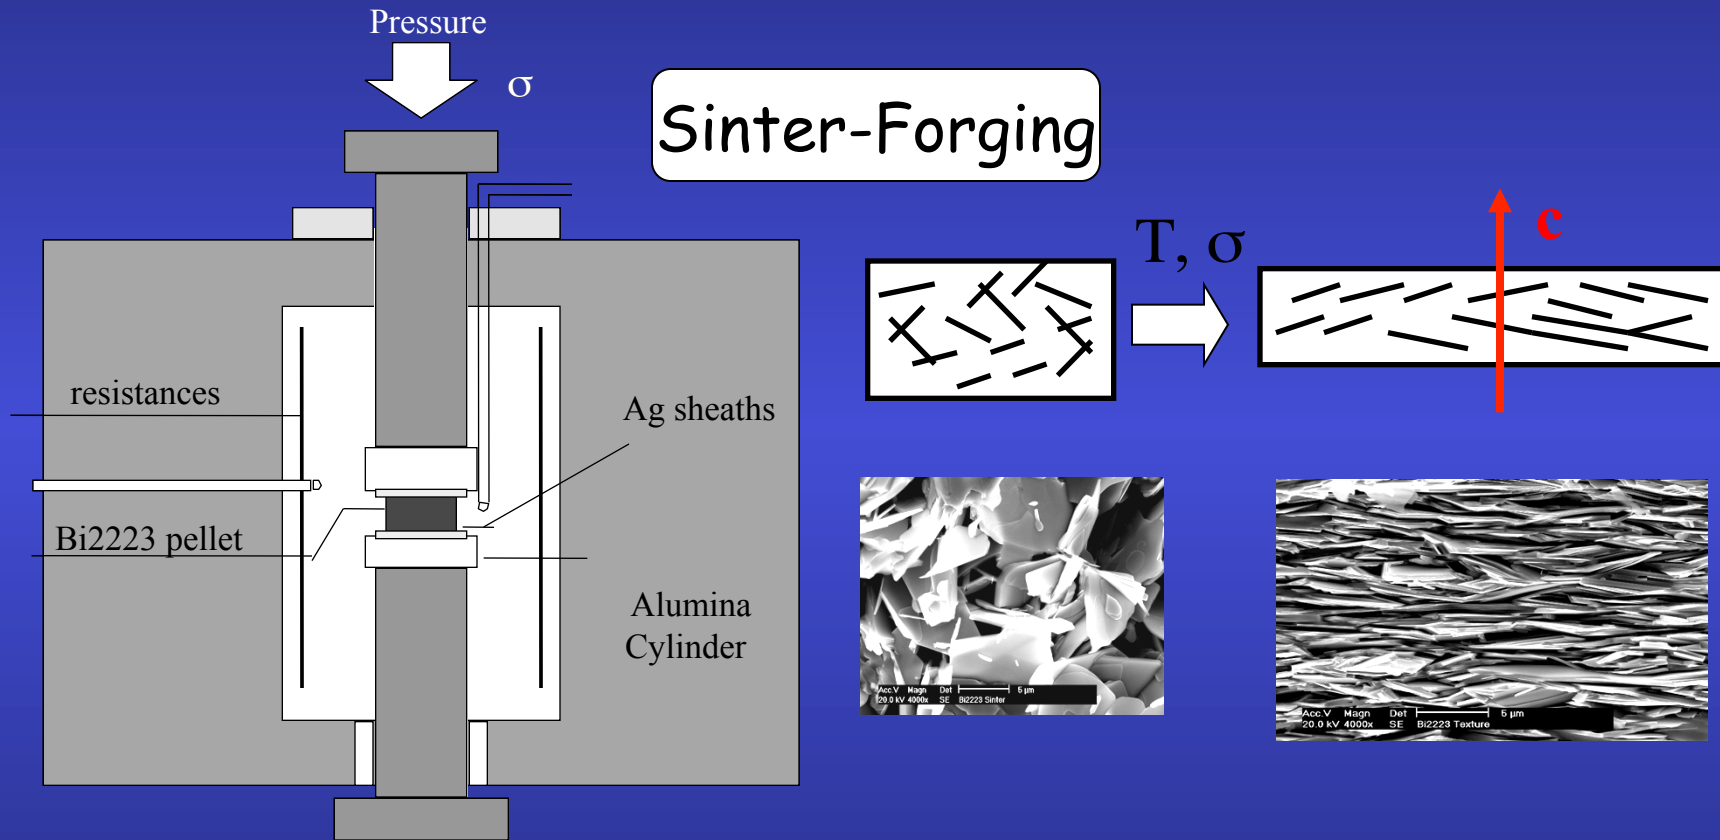 Pressure
σ
Sinter-Forging
T, σ
c
resistances
Ag sheaths
Bi2223 pellet
Alumina
Cylinder
Acc.V Magn Det 5 µm
20.0 kV 4000x SE Bi2223 Sinter
Acc.V Magn Det 5 µm
20.0 kV 4000x SE Bi2223 Texture